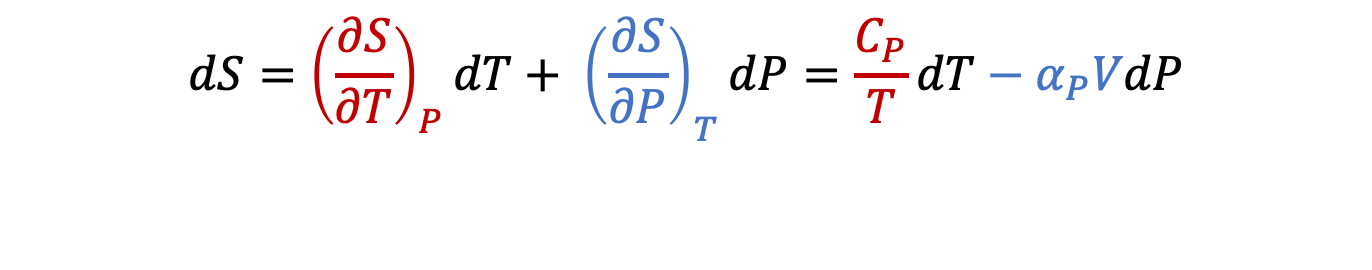 dS = (∂S/∂T)_P dT + (∂S/∂P)_T dP = C_P/T dT − α_P V dP